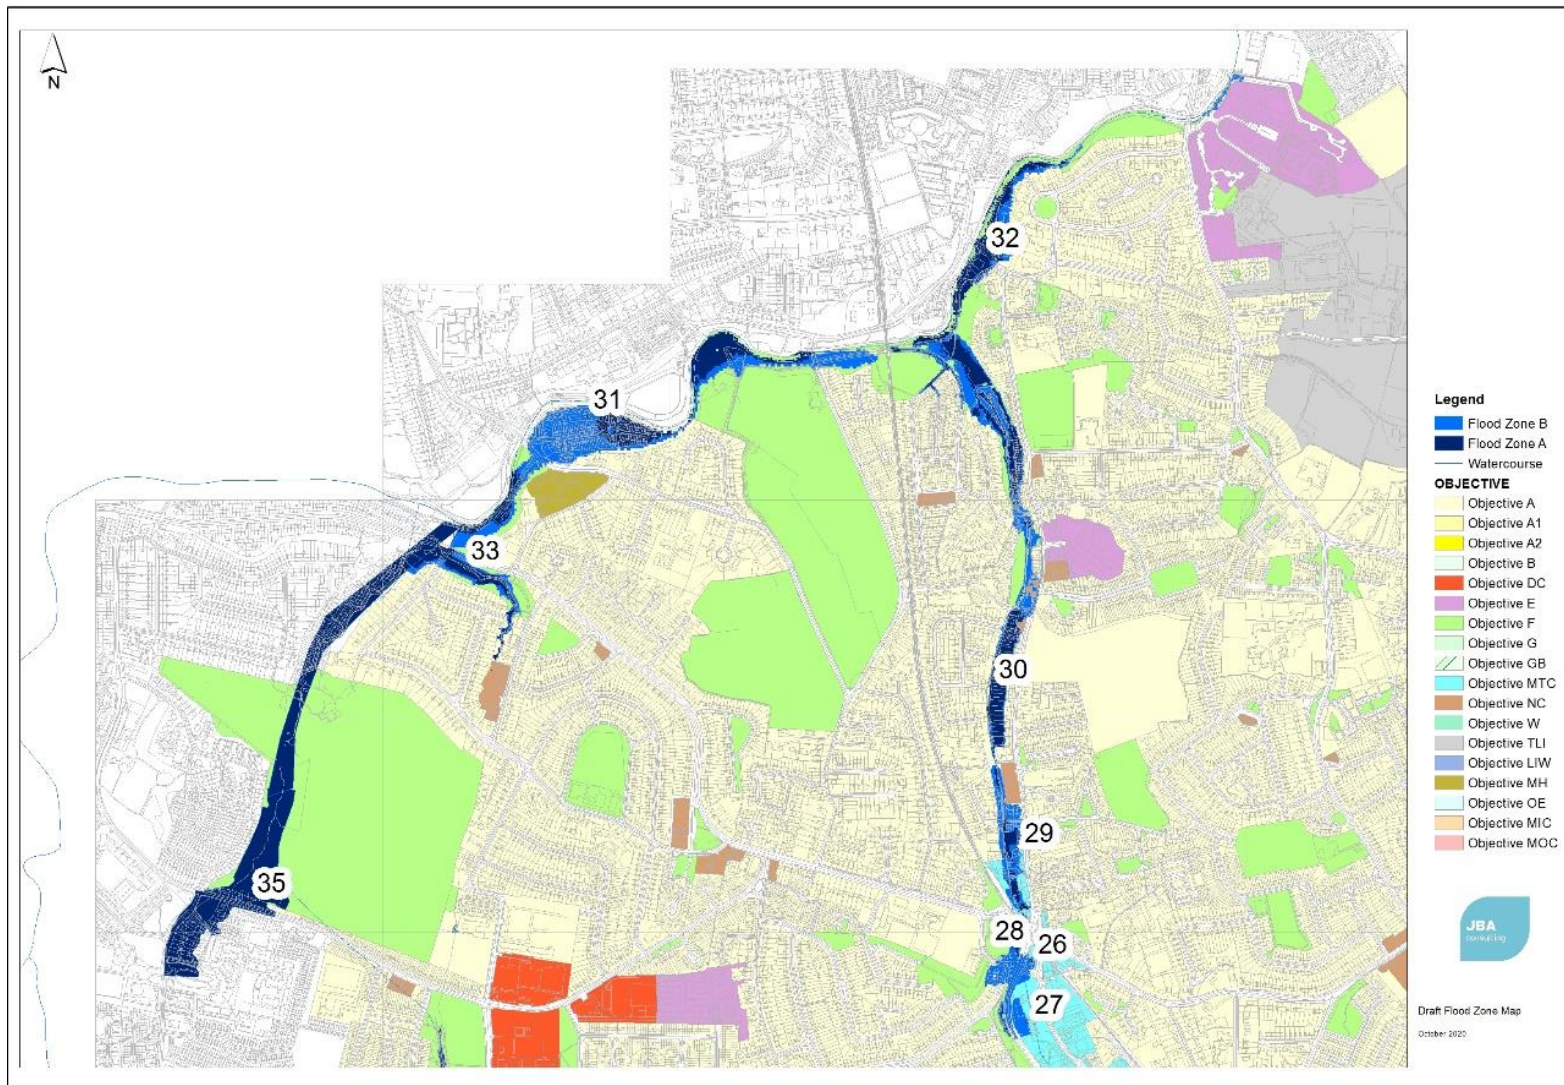 N
32
31
33
30
29
35
28
26
27
Legend
Flood Zone B
Flood Zone A
Watercourse
OBJECTIVE
Objective A
Objective A1
Objective A2
Objective B
Objective DC
Objective E
Objective F
Objective G
Objective GB
Objective MTC
Objective NC
Objective W
Objective TLI
Objective LIW
Objective MH
Objective OE
Objective MIC
Objective MOC
JBA
consulting
Draft Flood Zone Map
October 2020